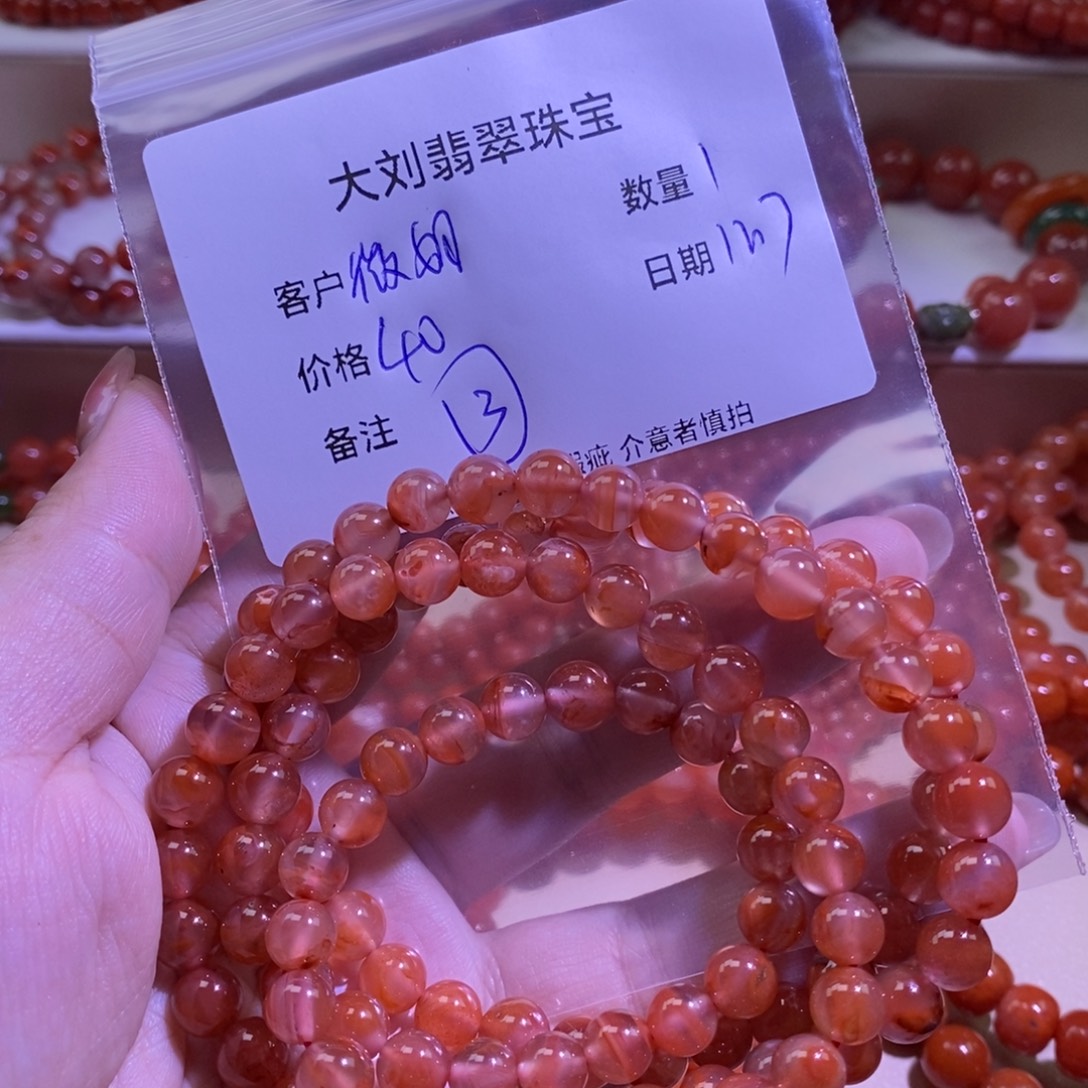 大刘翡翠珠宝
数量 1
客户
日期
价格 40
备注 ③
瑕疵 介意者慎拍